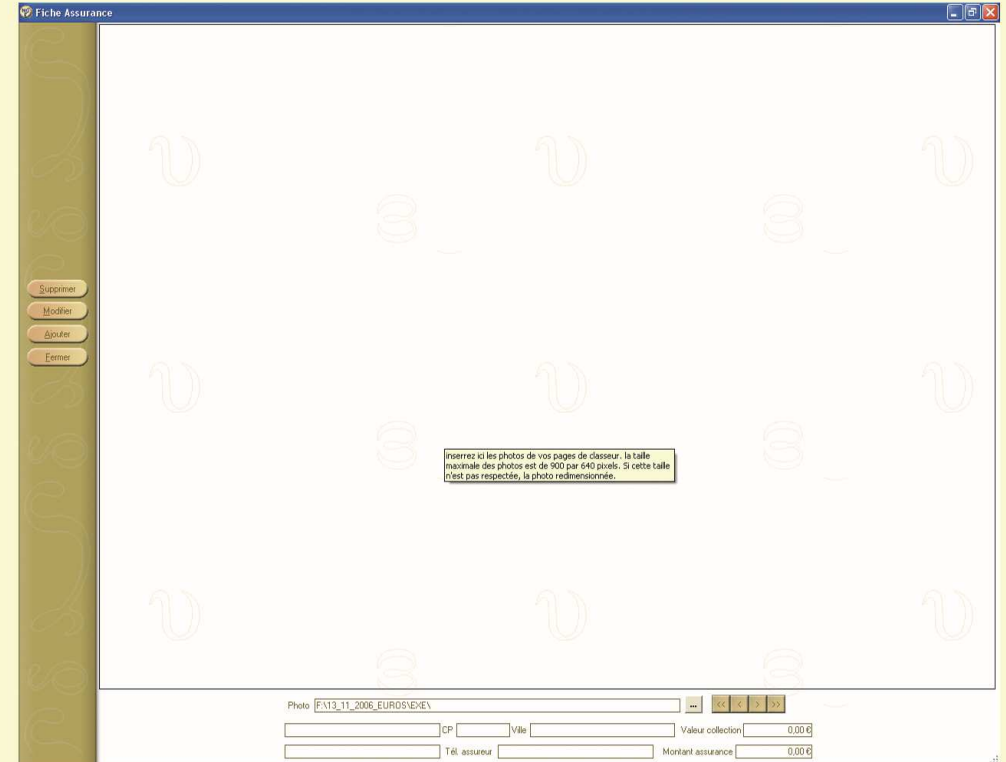 Fiche Assurance
Supprimer
Modifier
Ajouter
Fermer
inserrez ici les photos de vos pages de classeur. la taille
maximale des photos est de 900 par 640 pixels. Si cette taille
n'est pas respectée, la photo redimensionnée.
Photo F:\13_11_2006_EUROS\EXE\ ... << < > >>
CP Ville Valeur collection 0,00 €
Tél. assureur Montant assurance 0,00 €